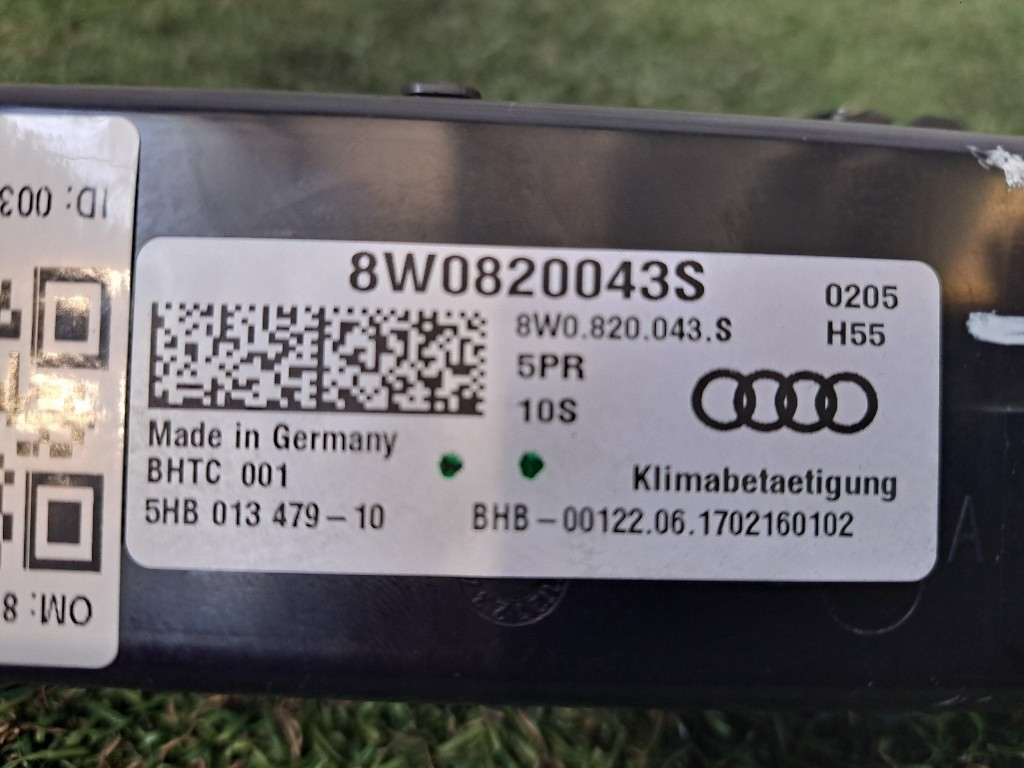 8W0820043S
0205
8W0.820.043.S
H55
5PR
10S
Made in Germany
BHTC 001
Klimabetaetigung
5HB 013 479-10
BHB-00122.06.1702160102
ID: 003
OM: 8
A